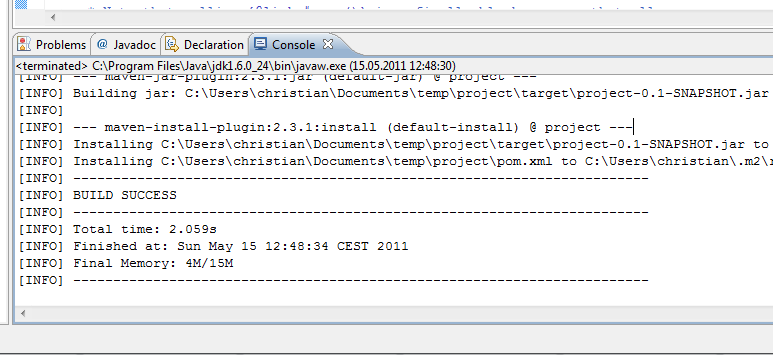 Problems @ Javadoc Declaration Console
<terminated> C:\Program Files\Java\jdk1.6.0_24\bin\javaw.exe (15.05.2011 12:48:30)
[INFO] --- maven-jar-plugin:2.3.1:jar (default-jar) @ project ---
[INFO] Building jar: C:\Users\christian\Documents\temp\project\target\project-0.1-SNAPSHOT.jar
[INFO]
[INFO] --- maven-install-plugin:2.3.1:install (default-install) @ project ---
[INFO] Installing C:\Users\christian\Documents\temp\project\target\project-0.1-SNAPSHOT.jar to
[INFO] Installing C:\Users\christian\Documents\temp\project\pom.xml to C:\Users\christian\.m2\
[INFO] ------------------------------------------------------------------------
[INFO] BUILD SUCCESS
[INFO] ------------------------------------------------------------------------
[INFO] Total time: 2.059s
[INFO] Finished at: Sun May 15 12:48:34 CEST 2011
[INFO] Final Memory: 4M/15M
[INFO] ------------------------------------------------------------------------